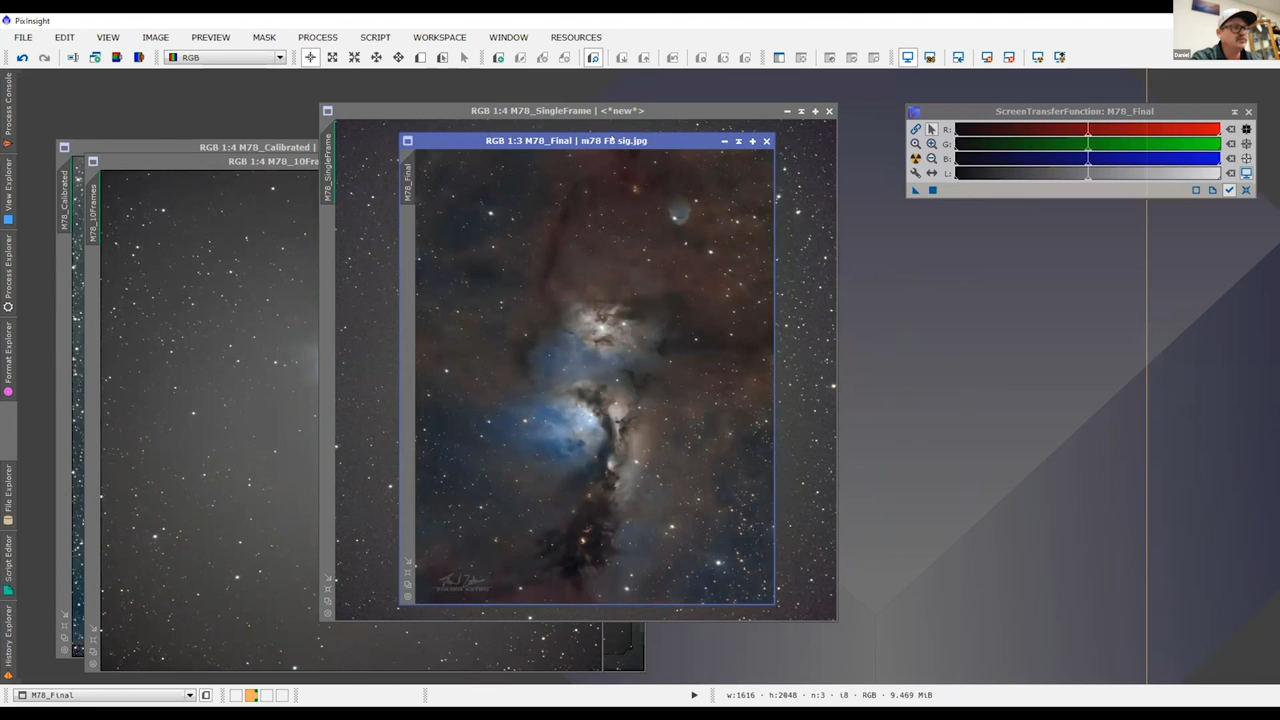 PixInsight
FILE EDIT VIEW IMAGE PREVIEW MASK PROCESS SCRIPT WORKSPACE WINDOW RESOURCES
RGB
Daniel
Process Console
View Explorer
Process Explorer
Format Explorer
File Explorer
Script Editor
History Explorer
RGB 1:4 M78_Calibrated |
M78_Calibrated
RGB 1:4 M78_10Fra
M78_10Frames
RGB 1:4 M78_SingleFrame | <*new*>
M78_SingleFrame
RGB 1:3 M78_Final | m78 FB sig.jpg
M78_Final
ScreenTransferFunction: M78_Final
R:
G:
B:
L:
M78_Final
w:1616 · h:2048 · n:3 · i8 · RGB · 9.469 MiB